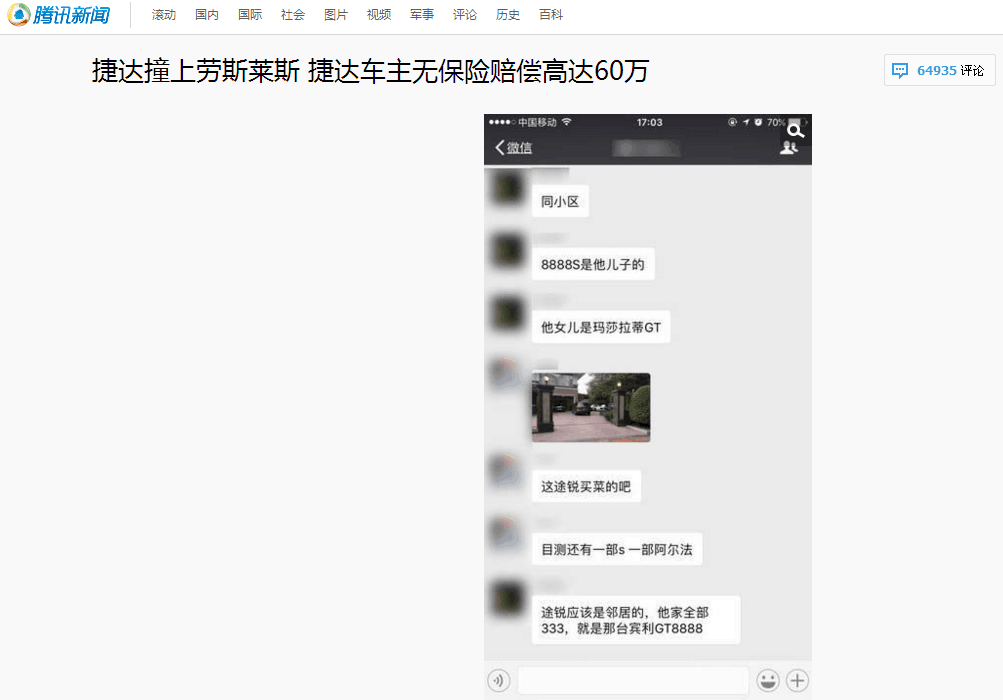 腾讯新闻
滚动 国内 国际 社会 图片 视频 军事 评论 历史 百科
捷达撞上劳斯莱斯 捷达车主无保险赔偿高达60万
64935 评论
中国移动 17:03 70%
微信
同小区
8888S是他儿子的
他女儿是玛莎拉蒂GT
这途锐买菜的吧
目测还有一部s 一部阿尔法
途锐应该是邻居的，他家全部
333，就是那台宾利GT8888